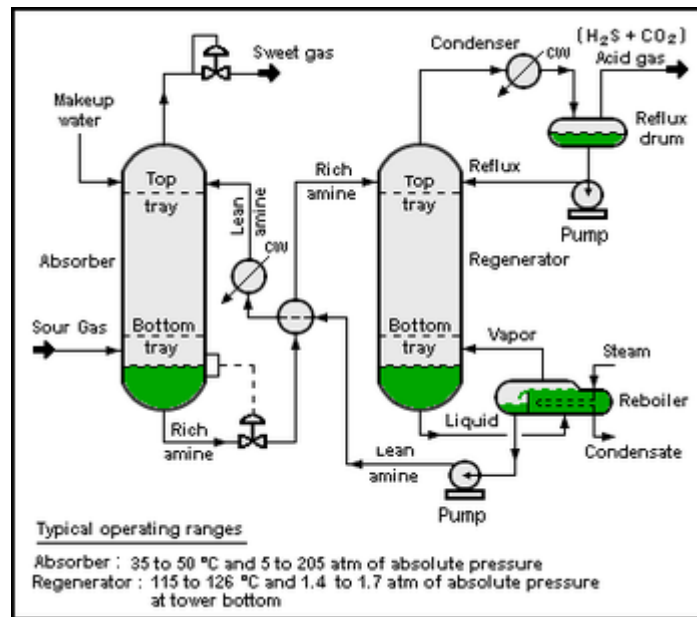 (H₂S + CO₂)
Acid gas
Sweet gas
Condenser
CW
Makeup
water
Reflux
drum
Rich
amine
Reflux
Top
tray
Lean
amine
Top
tray
Pump
CW
Absorber
Regenerator
Sour Gas
Bottom
tray
Bottom
tray
Vapor
Steam
Reboiler
Rich
amine
Liquid
Condensate
Lean
amine
Pump
Typical operating ranges
Absorber : 35 to 50 °C and 5 to 205 atm of absolute pressure
Regenerator : 115 to 126 °C and 1.4 to 1.7 atm of absolute pressure
at tower bottom